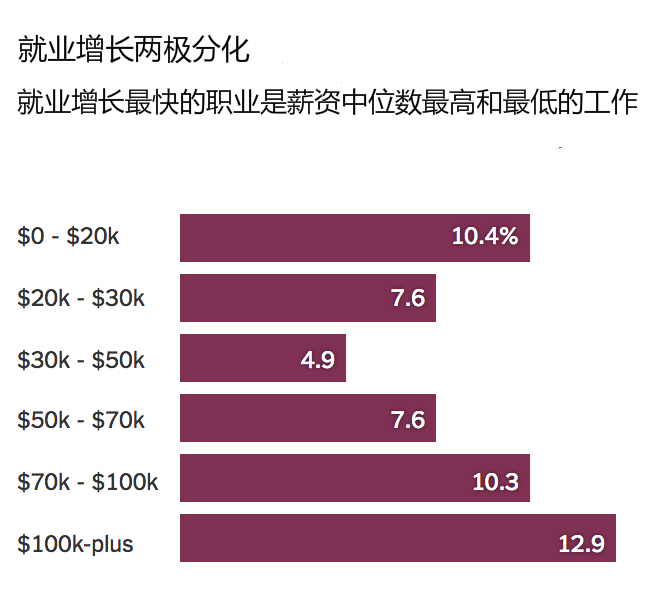 就业增长两极分化
就业增长最快的职业是薪资中位数最高和最低的工作
$0 - $20k 10.4%
$20k - $30k 7.6
$30k - $50k 4.9
$50k - $70k 7.6
$70k - $100k 10.3
$100k-plus 12.9